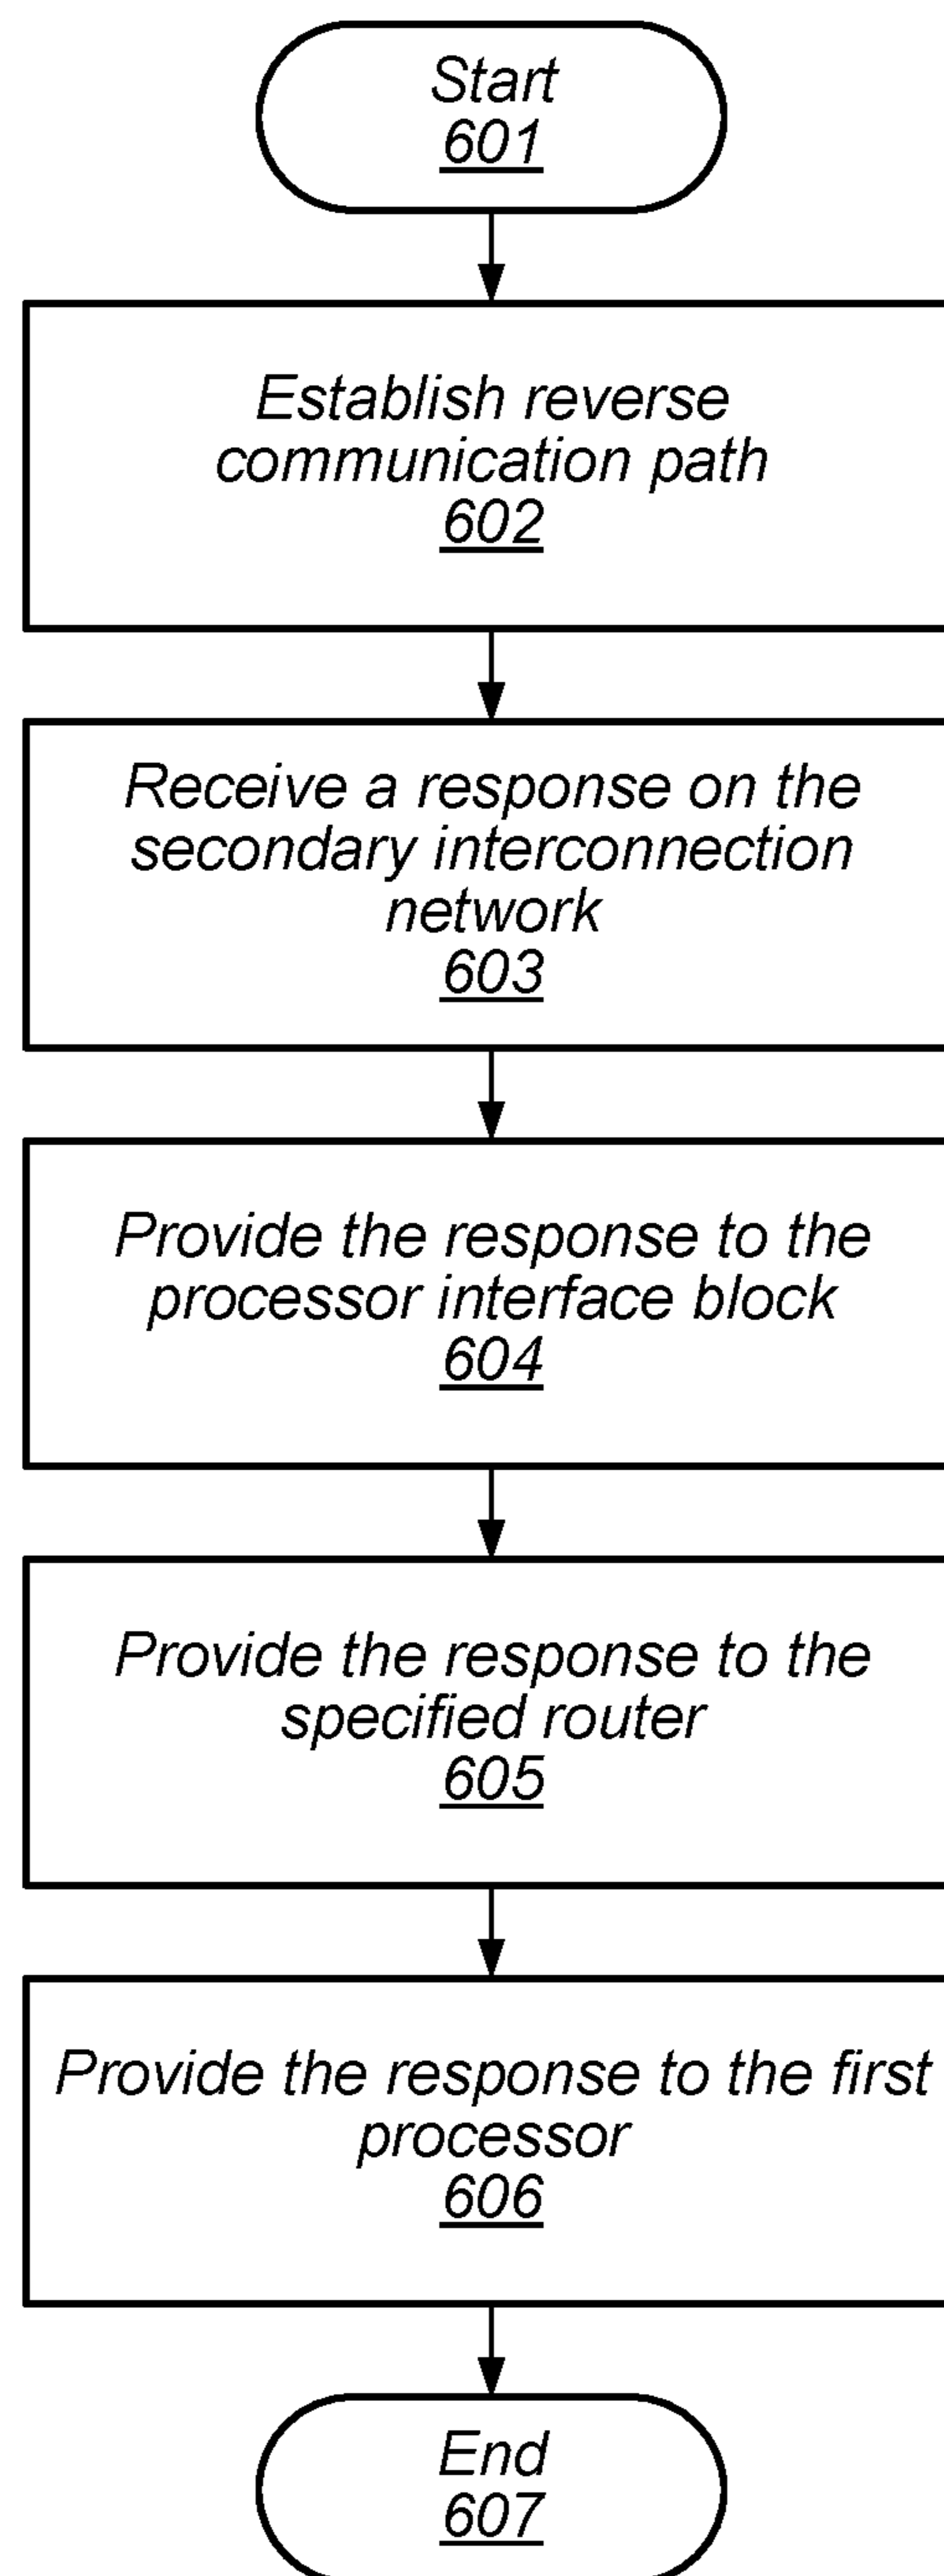 Start
601
Establish reverse
communication path
602
Receive a response on the
secondary interconnection
network
603
Provide the response to the
processor interface block
604
Provide the response to the
specified router
605
Provide the response to the first
processor
606
End
607